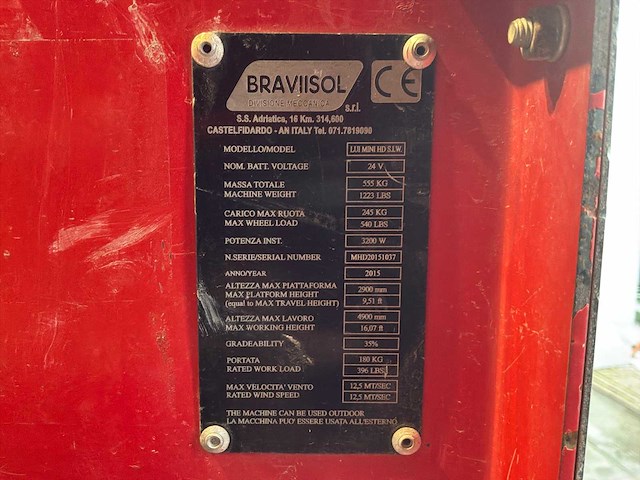 BRAVIISOL
DIVISIONE MECCANICA
s.r.l.
CE
S.S. Adriatica, 16 Km. 314,600
CASTELFIDARDO - AN ITALY Tel. 071.7819090
MODELLO/MODEL LUI MINI HD S.I.W.
NOM. BATT. VOLTAGE 24 V
MASSA TOTALE 555 KG
MACHINE WEIGHT 1223 LBS
CARICO MAX RUOTA 245 KG
MAX WHEEL LOAD 540 LBS
POTENZA INST. 3200 W
N.SERIE/SERIAL NUMBER MHD20151037
ANNO/YEAR 2015
ALTEZZA MAX PIATTAFORMA 2900 mm
MAX PLATFORM HEIGHT
(equal to MAX TRAVEL HEIGHT) 9,51 ft
ALTEZZA MAX LAVORO 4900 mm
MAX WORKING HEIGHT 16,07 ft
GRADEABILITY 35%
PORTATA 180 KG
RATED WORK LOAD 396 LBS
MAX VELOCITA' VENTO 12,5 MT/SEC
RATED WIND SPEED 12,5 MT/SEC
THE MACHINE CAN BE USED OUTDOOR
LA MACCHINA PUO' ESSERE USATA ALL'ESTERNO